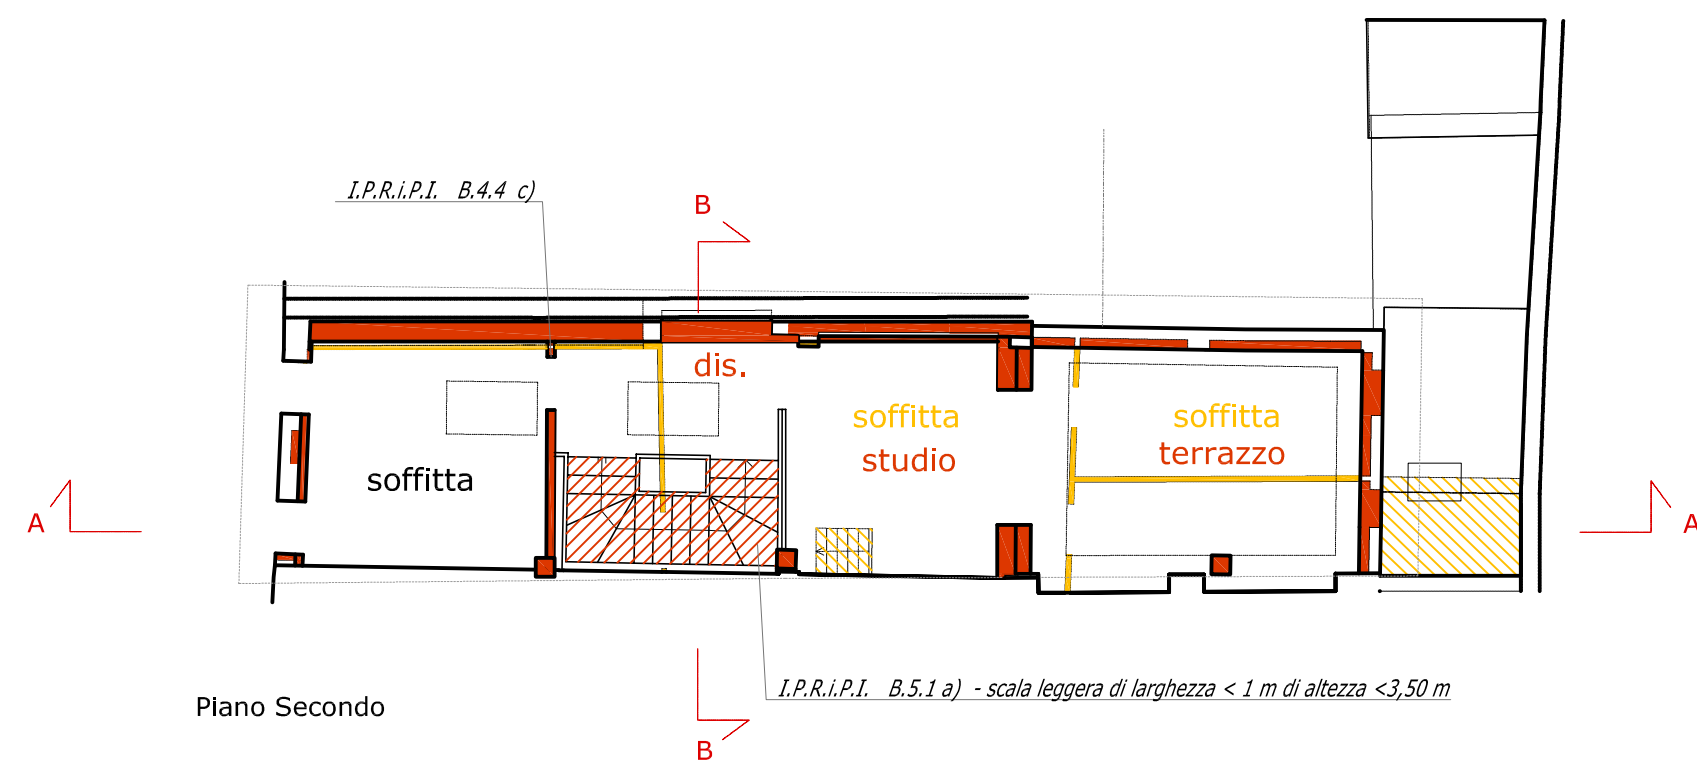 I.P.R.i.P.I. B.4.4 c)
B
dis.
soffitta
soffitta
studio
terrazzo
soffitta
A
A
I.P.R.i.P.I. B.5.1 a) - scala leggera di larghezza < 1 m di altezza <3,50 m
Piano Secondo
B